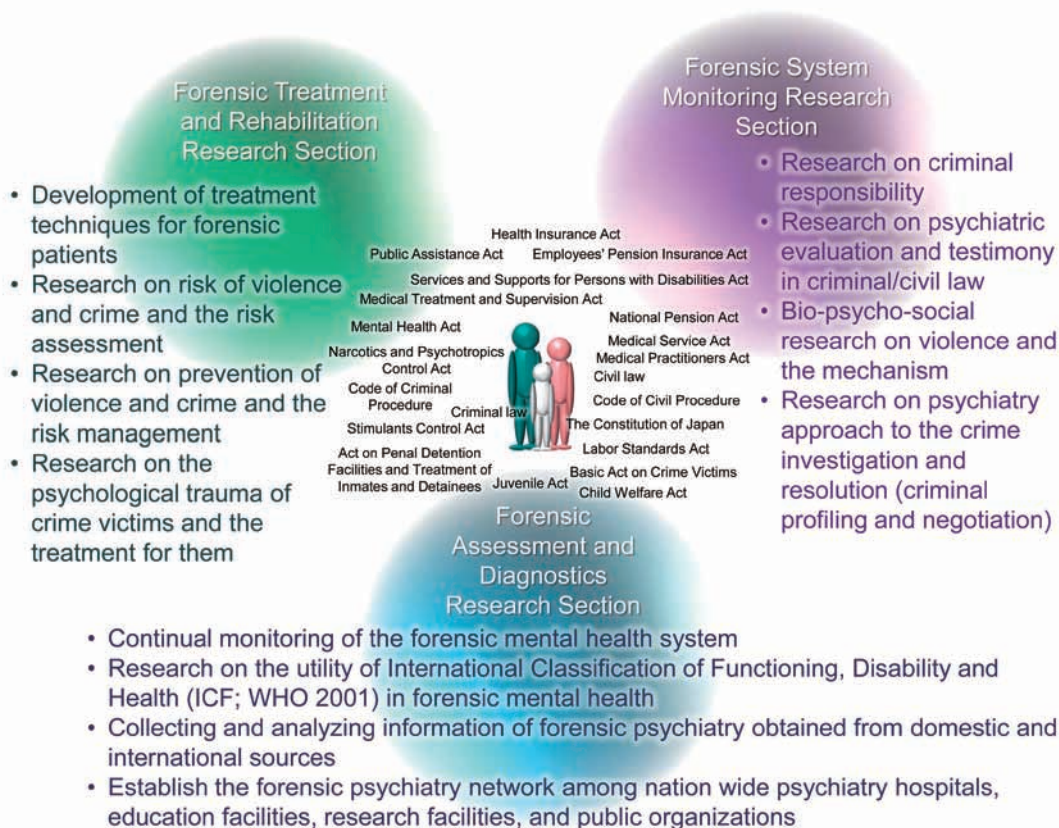 Forensic Treatment
and Rehabilitation
Research Section
• Development of treatment
techniques for forensic
patients
• Research on risk of violence
and crime and the risk
assessment
• Research on prevention of
violence and crime and the
risk management
• Research on the
psychological trauma of
crime victims and the
treatment for them
Forensic System
Monitoring Research
Section
• Research on criminal
responsibility
• Research on psychiatric
evaluation and testimony
in criminal/civil law
• Bio-psycho-social
research on violence and
the mechanism
• Research on psychiatry
approach to the crime
investigation and
resolution (criminal
profiling and negotiation)
Health Insurance Act
Public Assistance Act
Employees' Pension Insurance Act
Services and Supports for Persons with Disabilities Act
Medical Treatment and Supervision Act
Mental Health Act
Narcotics and Psychotropics
Control Act
Code of Criminal
Procedure
Criminal law
Stimulants Control Act
Act on Penal Detention
Facilities and Treatment of
Inmates and Detainees
Juvenile Act
National Pension Act
Medical Service Act
Medical Practitioners Act
Civil law
Code of Civil Procedure
The Constitution of Japan
Labor Standards Act
Basic Act on Crime Victims
Child Welfare Act
Forensic
Assessment and
Diagnostics
Research Section
• Continual monitoring of the forensic mental health system
• Research on the utility of International Classification of Functioning, Disability and
Health (ICF; WHO 2001) in forensic mental health
• Collecting and analyzing information of forensic psychiatry obtained from domestic and
international sources
• Establish the forensic psychiatry network among nation wide psychiatry hospitals,
education facilities, research facilities, and public organizations